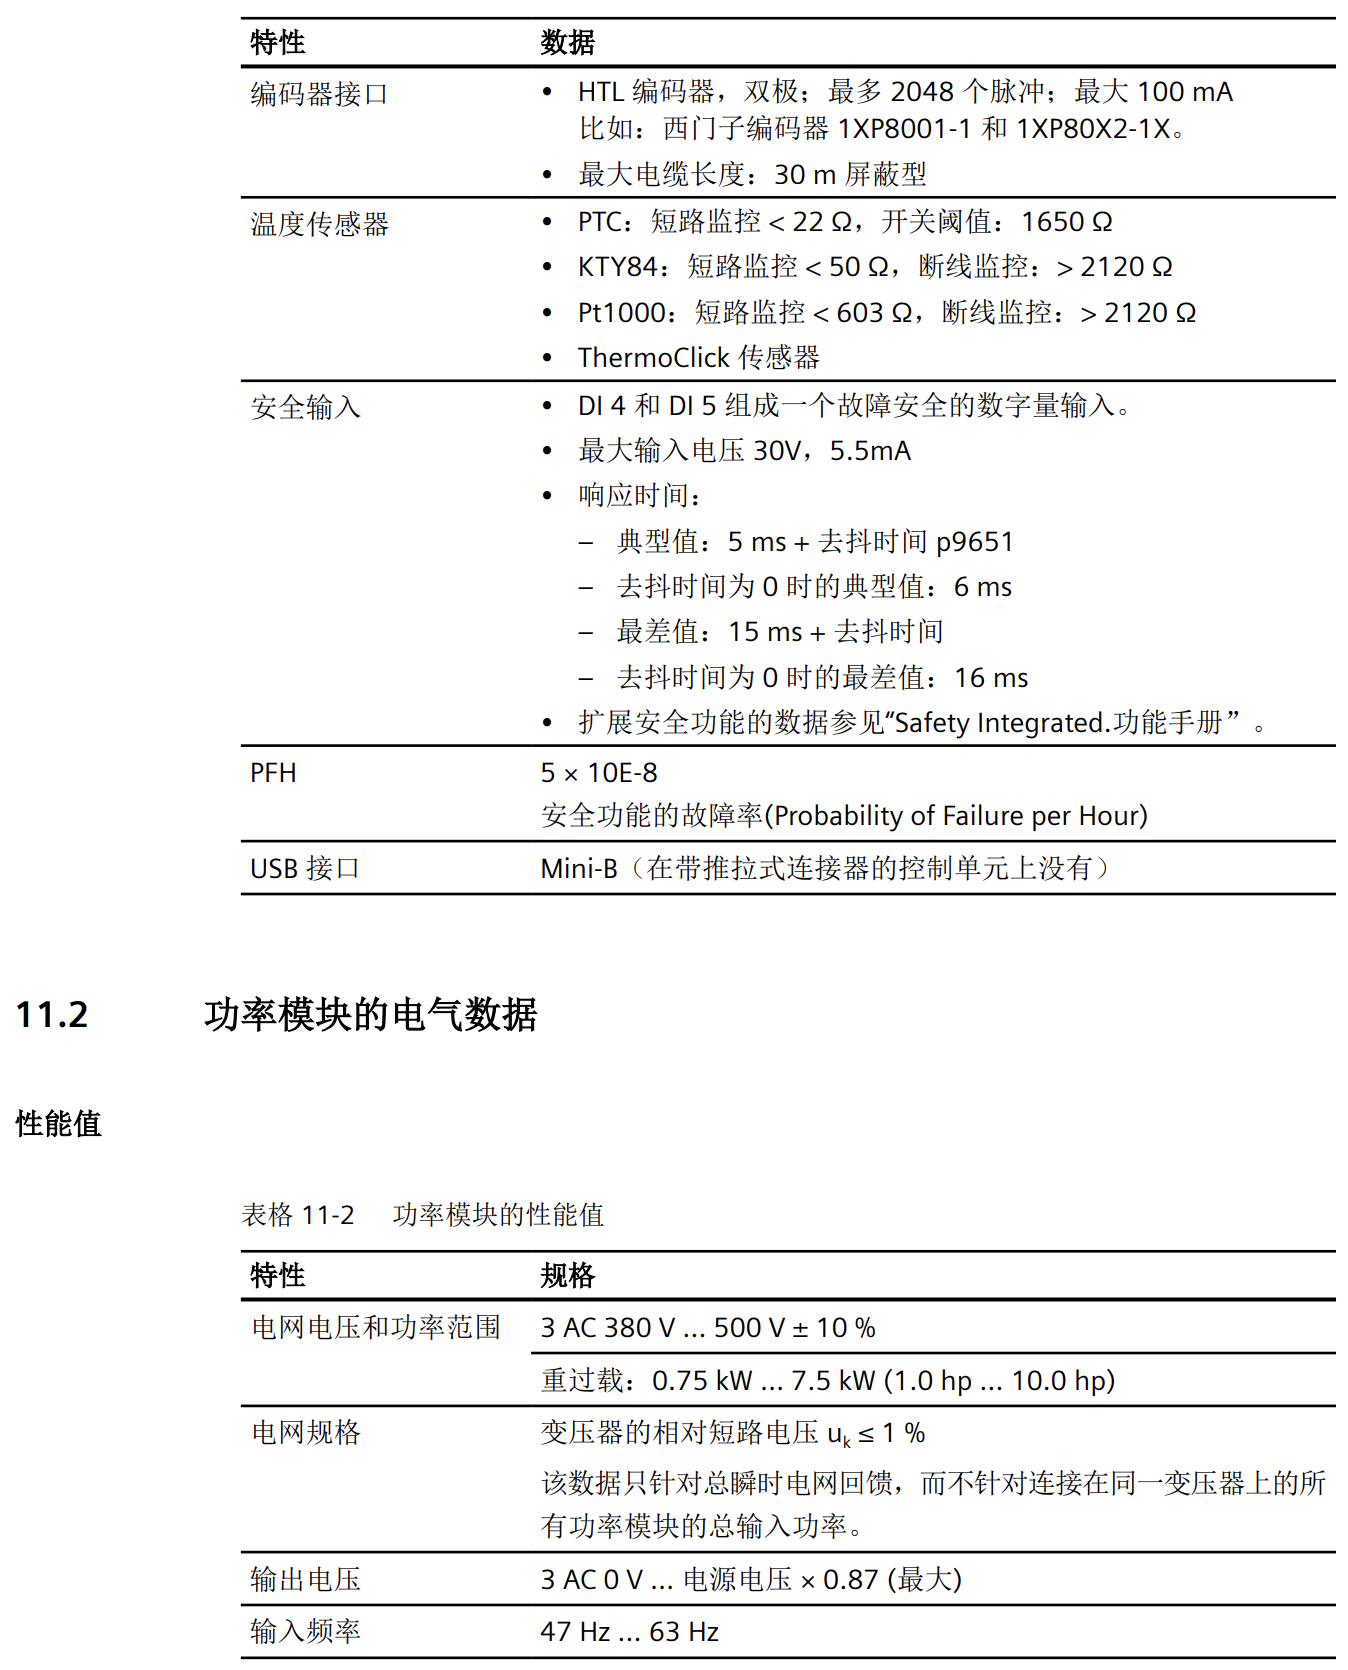 特性 数据
编码器接口 • HTL 编码器，双极；最多 2048 个脉冲；最大 100 mA
比如：西门子编码器 1XP8001-1 和 1XP80X2-1X。
• 最大电缆长度：30 m 屏蔽型
温度传感器 • PTC：短路监控 < 22 Ω，开关阈值：1650 Ω
• KTY84：短路监控 < 50 Ω，断线监控：> 2120 Ω
• Pt1000：短路监控 < 603 Ω，断线监控：> 2120 Ω
• ThermoClick 传感器
安全输入 • DI 4 和 DI 5 组成一个故障安全的数字量输入。
• 最大输入电压 30V，5.5mA
• 响应时间：
– 典型值：5 ms + 去抖时间 p9651
– 去抖时间为 0 时的典型值：6 ms
– 最差值：15 ms + 去抖时间
– 去抖时间为 0 时的最差值：16 ms
• 扩展安全功能的数据参见“Safety Integrated.功能手册”。
PFH 5 × 10E-8
安全功能的故障率(Probability of Failure per Hour)
USB 接口 Mini-B（在带推拉式连接器的控制单元上没有）
11.2 功率模块的电气数据
性能值
表格 11-2 功率模块的性能值
特性 规格
电网电压和功率范围 3 AC 380 V … 500 V ± 10 %
重过载：0.75 kW … 7.5 kW (1.0 hp … 10.0 hp)
电网规格 变压器的相对短路电压 uk ≤ 1 %
该数据只针对总瞬时电网回馈，而不针对连接在同一变压器上的所
有功率模块的总输入功率。
输出电压 3 AC 0 V … 电源电压 × 0.87 (最大)
输入频率 47 Hz … 63 Hz